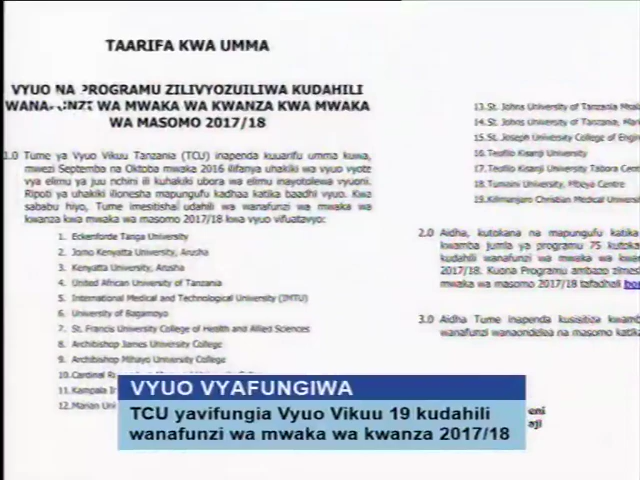 TAARIFA KWA UMMA
VYUO NA PROGRAMU ZILIVYOZUILIWA KUDAHILI
WA MWAKA WA KWANZA KWA MWAKA
WA MASOMO 2017/18
1.0 Tume ya Vyuo Vikuu Tanzania (TCU) inapenda kuuarifu umma kuwa,
mwezi Septemba na Oktoba mwaka 2016 ilifanya uhakiki wa vyuo vyote
vya elimu ya juu nchini ili kuhakiki ubora wa elimu inayotolewa vyuoni.
Ripoti ya uhakiki ilionesha mapungufu kadhaa katika baadhi vyuo. Kwa
sababu hiyo, Tume imesitisha udahili wa wanafunzi wa mwaka wa
kwanza kwa mwaka wa masomo 2017/18 kwa vyuo vifuatavyo:
1. Eckenforde Tanga University
2. Jomo Kenyatta University, Arusha
3. Kenyatta University, Arusha
4. United African University of Tanzania
5. International Medical and Technological University (IMTU)
6. University of Bagamoyo
7. St. Francis University College of Health and Allied Sciences
8. Archbishop James University College
9. Archbishop Mihayo University College
10. Cardinal
11. Kampala
12. Marian
13. St. Johns University of Tanzania
14. St. Johns University of Tanzania,
15. St. Joseph University College of
16. Teofilo Kisanji University
17. Teofilo Kisanji University Tabora
18. Tumaini University, Mbeya Centre
19. Kilimanjaro Christian Medical
2.0 Aidha, kutokana na mapungufu katika
kwamba jumla ya programu 75 kutoka
kudahili wanafunzi wa mwaka wa
2017/18. Kuona Programu ambazo
mwaka wa masomo 2017/18 tafadhali
3.0 Aidha Tume inapenda kusisitiza
wanafunzi wanaondelea na masomo
VYUO VYAFUNGIWA
TCU yavifungia Vyuo Vikuu 19 kudahili
wanafunzi wa mwaka wa kwanza 2017/18